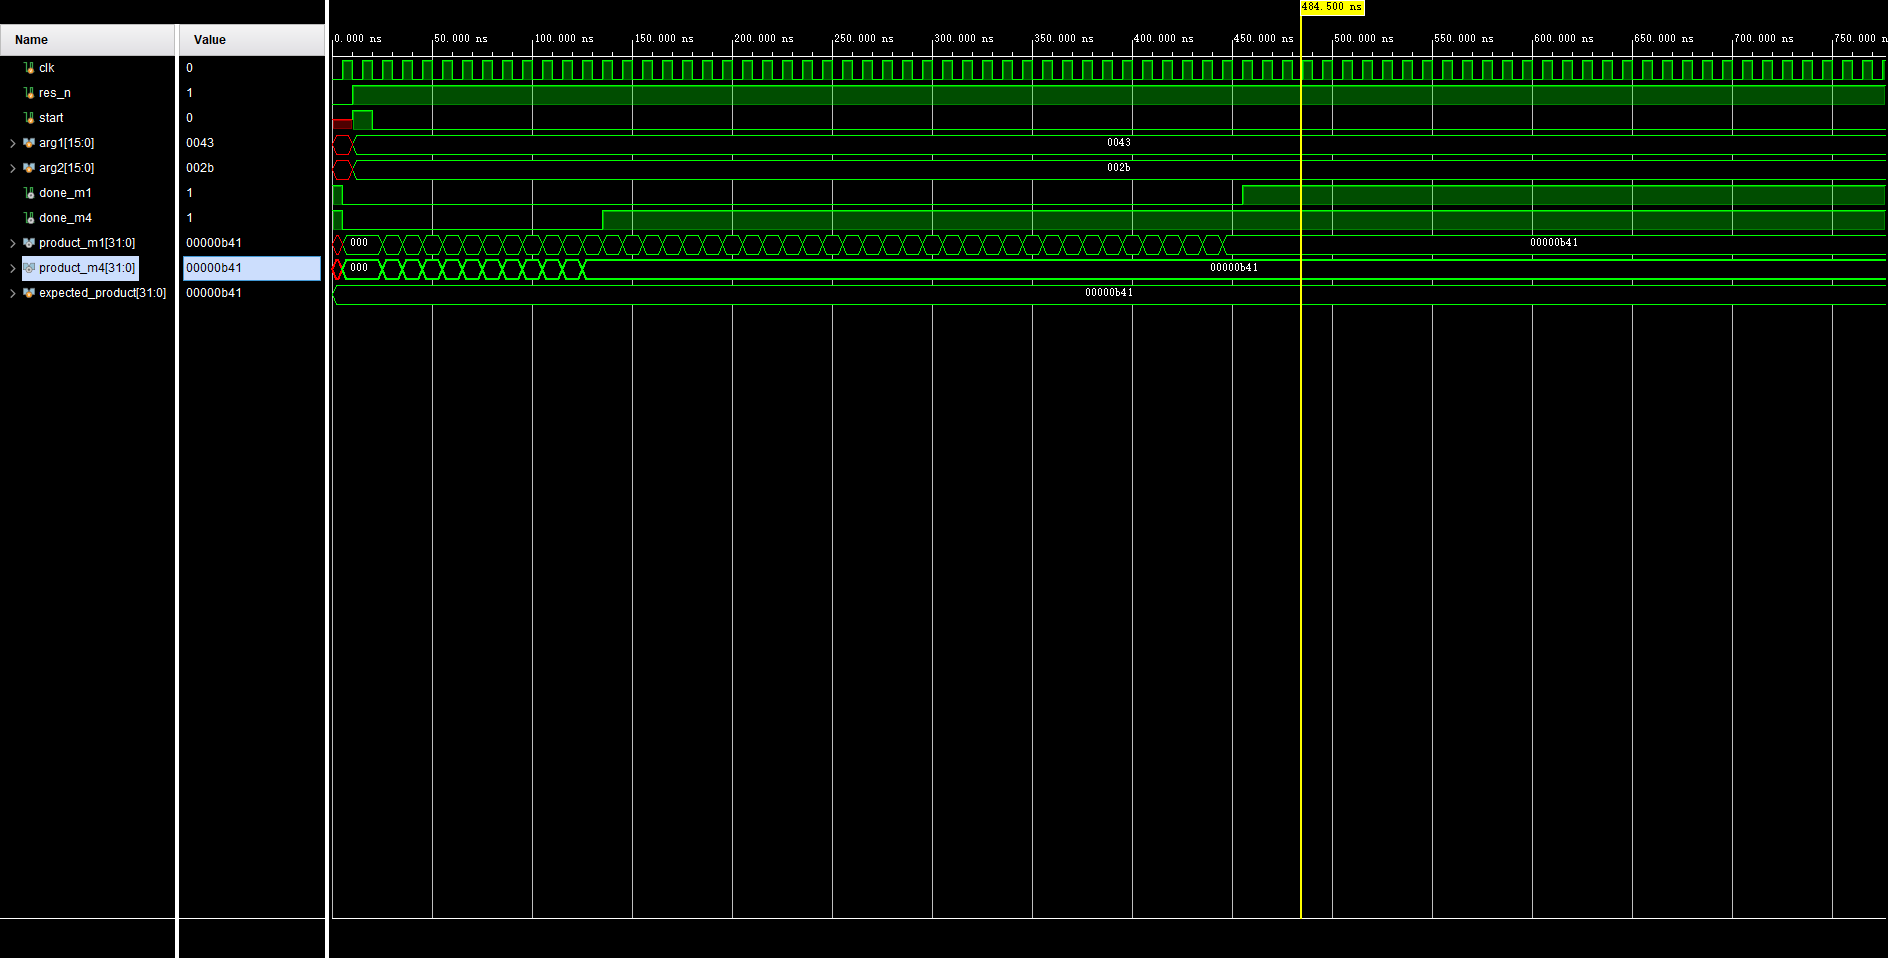 484.500 ns
Name Value
0.000 ns 50.000 ns 100.000 ns 150.000 ns 200.000 ns 250.000 ns 300.000 ns 350.000 ns 400.000 ns 450.000 ns 500.000 ns 550.000 ns 600.000 ns 650.000 ns 700.000 ns 750.000 n
clk 0
res_n 1
start 0
arg1[15:0] 0043 0043
arg2[15:0] 002b 002b
done_m1 1
done_m4 1
product_m1[31:0] 00000b41 000 00000b41
product_m4[31:0] 00000b41 000 00000b41
expected_product[31:0] 00000b41 00000b41